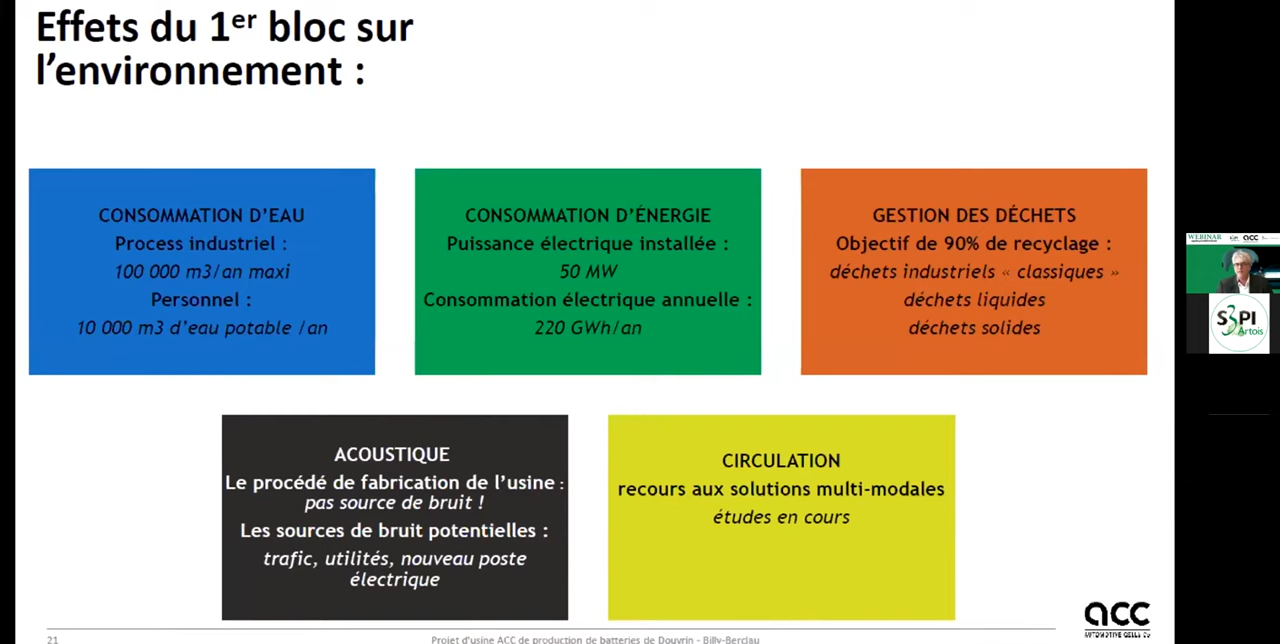 Effets du 1er bloc sur
l'environnement :
CONSOMMATION D'EAU
Process industriel :
100 000 m3/an maxi
Personnel :
10 000 m3 d'eau potable /an
CONSOMMATION D'ÉNERGIE
Puissance électrique installée :
50 MW
Consommation électrique annuelle :
220 GWh/an
GESTION DES DÉCHETS
Objectif de 90% de recyclage :
déchets industriels « classiques »
déchets liquides
déchets solides
ACOUSTIQUE
Le procédé de fabrication de l'usine :
pas source de bruit !
Les sources de bruit potentielles :
trafic, utilités, nouveau poste
électrique
CIRCULATION
recours aux solutions multi-modales
études en cours
WEBINAR
acc
S3PI
Artois
21
Projet d'usine ACC de production de batteries de Douvrin - Billy-Berclau
acc
AUTOMOTIVE CELLS CO